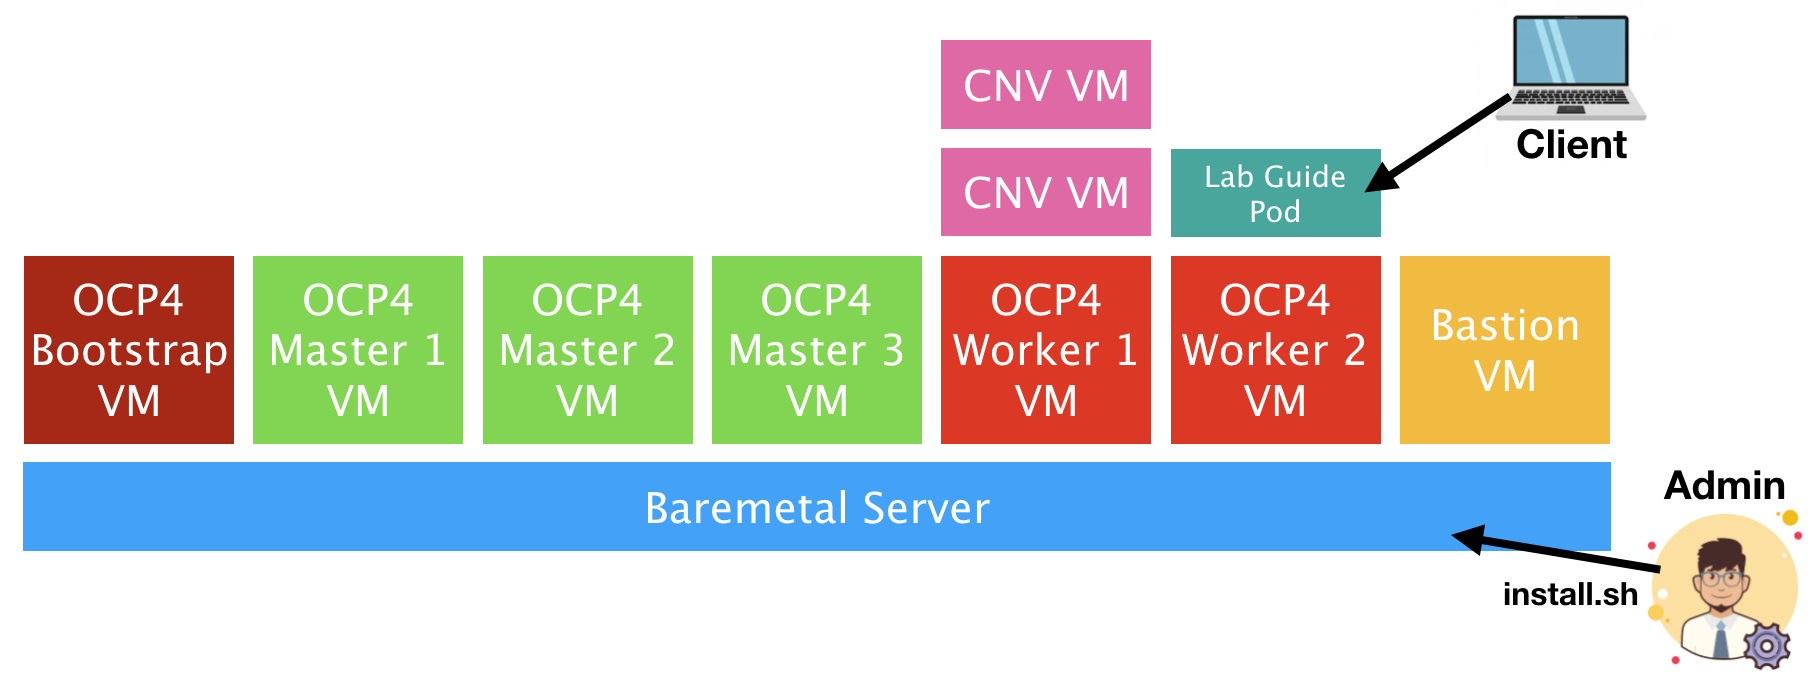 CNV VM
Client
CNV VM
Lab Guide
Pod
OCP4
Bootstrap
VM
OCP4
Master 1
VM
OCP4
Master 2
VM
OCP4
Master 3
VM
OCP4
Worker 1
VM
OCP4
Worker 2
VM
Bastion
VM
Baremetal Server
Admin
install.sh